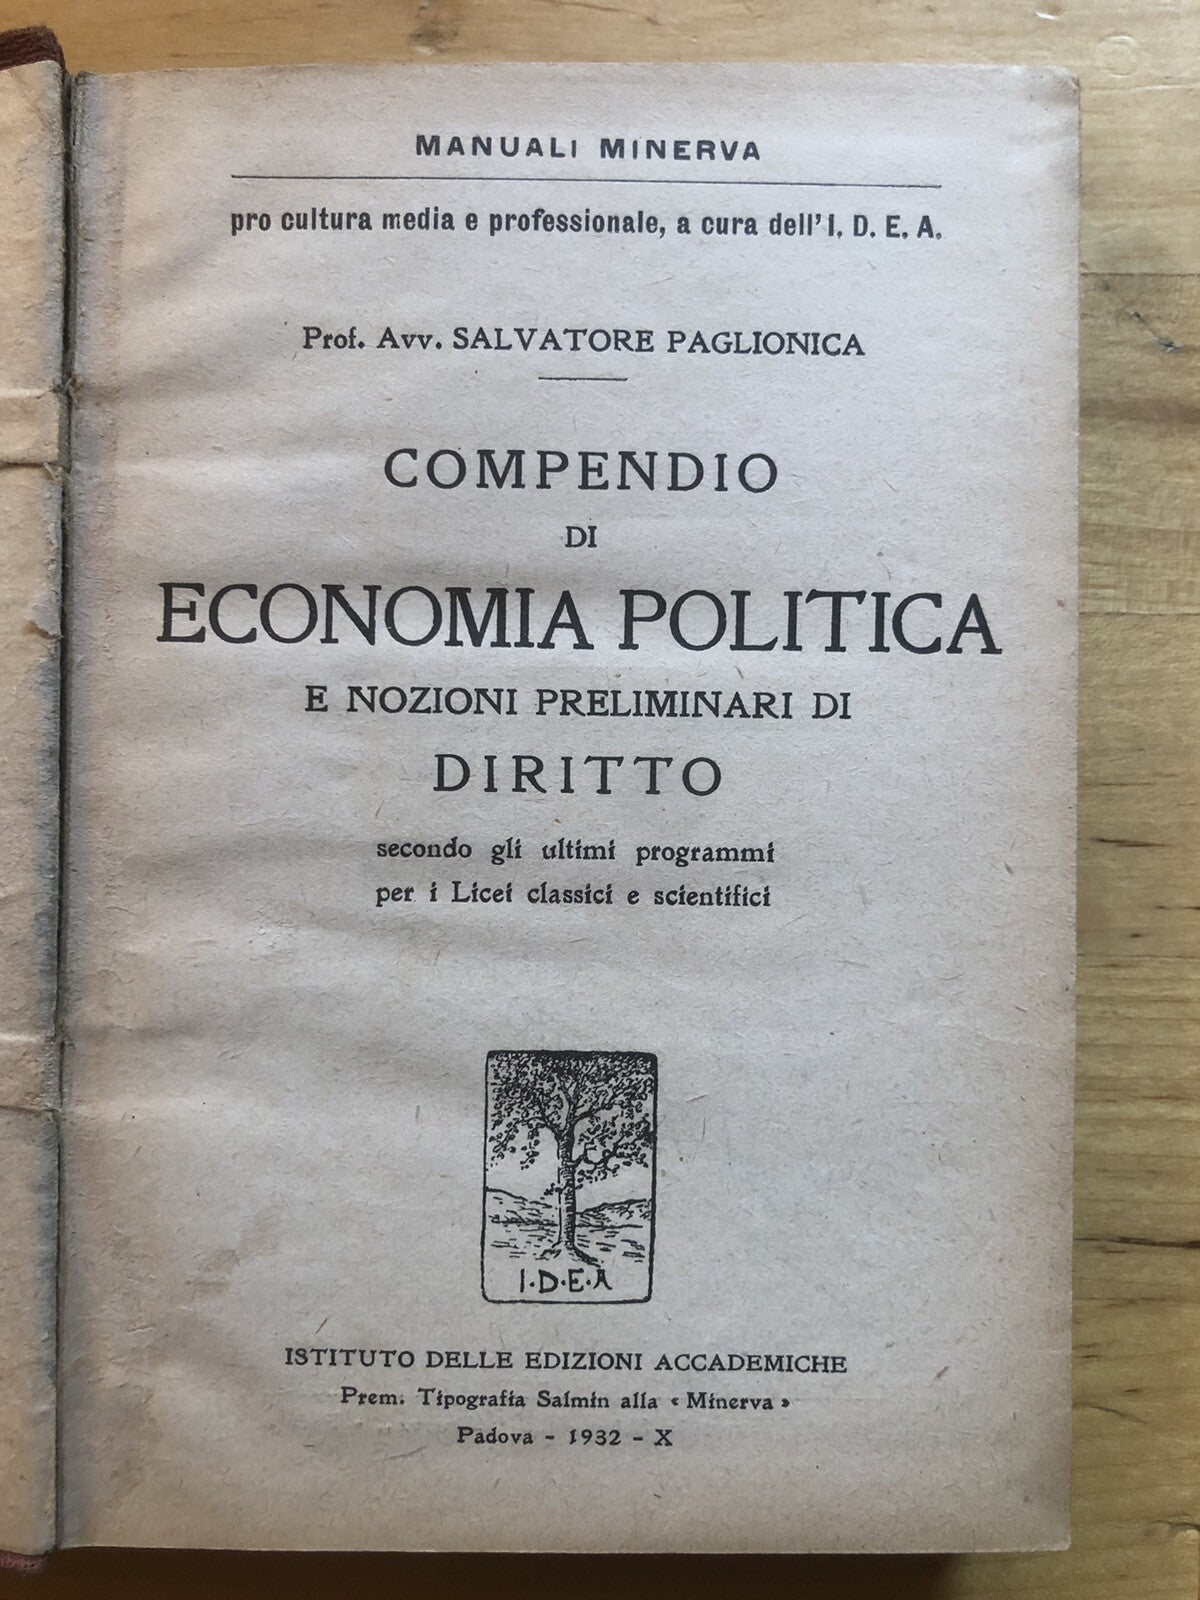 MANUALI MINERVA
pro cultura media e professionale, a cura dell' I. D. E. A.
Prof. Avv. SALVATORE PAGLIONICA
COMPENDIO
DI
ECONOMIA POLITICA
E NOZIONI PRELIMINARI DI
DIRITTO
secondo gli ultimi programmi
per i Licei classici e scientifici
I·D·E·A
ISTITUTO DELLE EDIZIONI ACCADEMICHE
Prem. Tipografia Salmin alla « Minerva »
Padova - 1932 - X